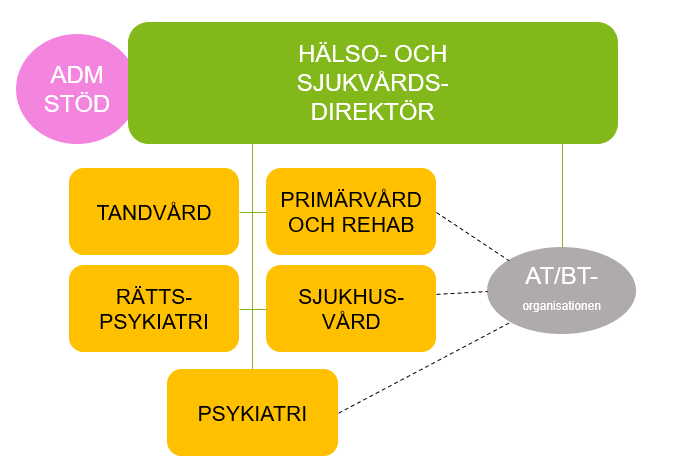 ADM
STÖD
HÄLSO- OCH
SJUKVÅRDS-
DIREKTÖR
TANDVÅRD
PRIMÄRVÅRD
OCH REHAB
RÄTTS-
PSYKIATRI
SJUKHUS-
VÅRD
AT/BT-
organisationen
PSYKIATRI